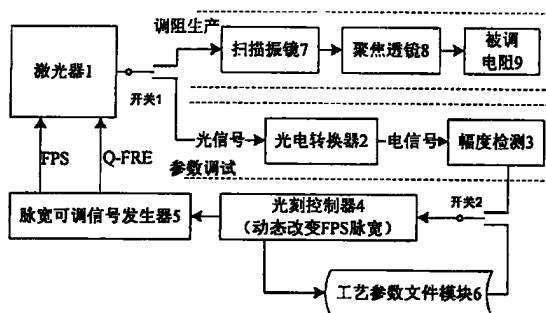 调阻生产
激光器1
开关1
扫描振镜7
聚焦透镜8
被调
电阻9
光信号
光电转换器2
电信号
幅度检测3
FPS
Q-FRE
参数调试
脉宽可调信号发生器5
光刻控制器4
(动态改变FPS脉宽)
开关2
工艺参数文件模块6